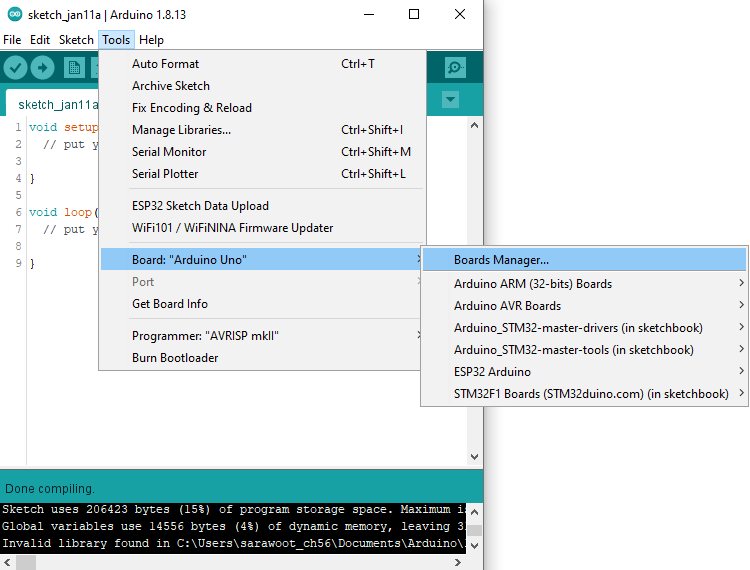 sketch_jan11a | Arduino 1.8.13
File Edit Sketch Tools Help
Auto Format Ctrl+T
Archive Sketch
Fix Encoding & Reload
Manage Libraries... Ctrl+Shift+I
Serial Monitor Ctrl+Shift+M
Serial Plotter Ctrl+Shift+L
ESP32 Sketch Data Upload
WiFi101 / WiFiNINA Firmware Updater
Board: "Arduino Uno"
Port
Get Board Info
Programmer: "AVRISP mkII"
Burn Bootloader
Boards Manager...
Arduino ARM (32-bits) Boards
Arduino AVR Boards
Arduino_STM32-master-drivers (in sketchbook)
Arduino_STM32-master-tools (in sketchbook)
ESP32 Arduino
STM32F1 Boards (STM32duino.com) (in sketchbook)
sketch_jan11a
1 void setup
2 // put y
3
4 }
5
6 void loop(
7 // put y
8
9 }
Done compiling.
Sketch uses 206423 bytes (15%) of program storage space. Maximum i
Global variables use 14556 bytes (4%) of dynamic memory, leaving 3
Invalid library found in C:\Users\sarawoot_ch56\Documents\Arduino\